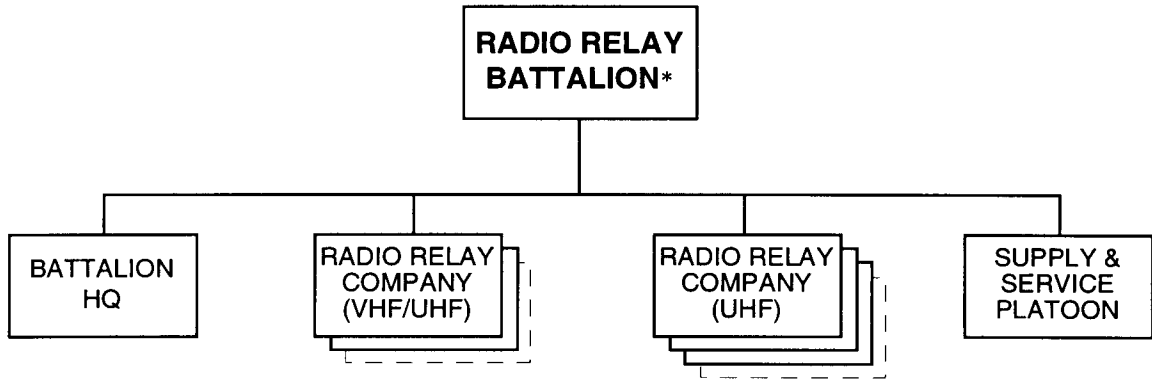 RADIO RELAY
BATTALION*
BATTALION
HQ
RADIO RELAY
COMPANY
(VHF/UHF)
RADIO RELAY
COMPANY
(UHF)
SUPPLY &
SERVICE
PLATOON